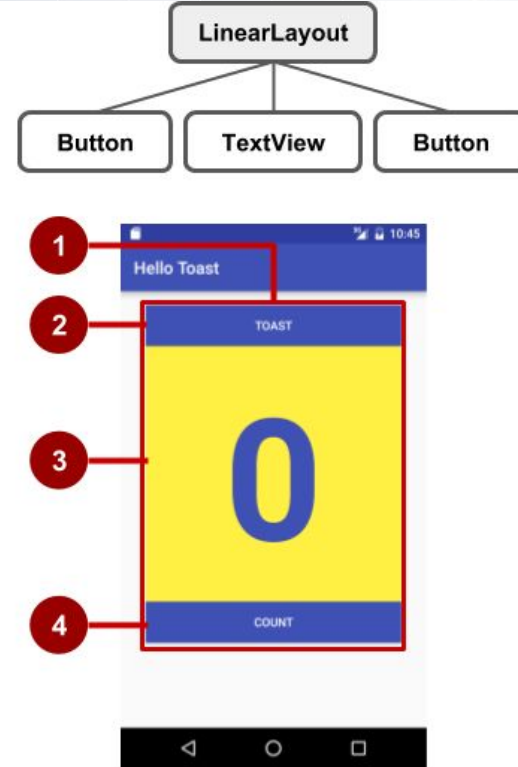 LinearLayout
Button TextView Button
10:45
1
Hello Toast
2
TOAST
3
0
4
COUNT